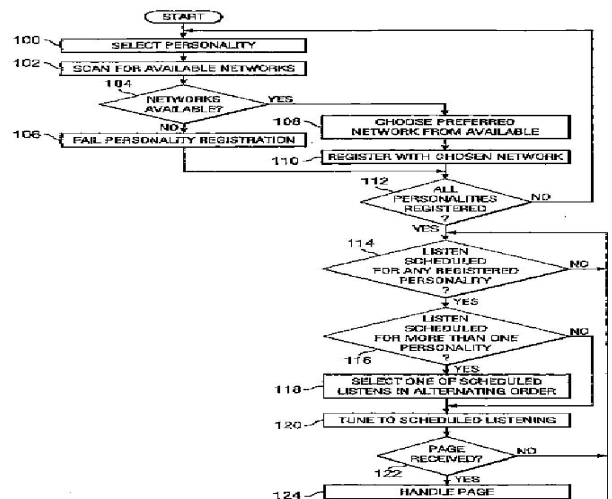 START
100
SELECT PERSONALITY
102
SCAN FOR AVAILABLE NETWORKS
104
NETWORKS
AVAILABLE?
YES
NO
106
FAIL PERSONALITY REGISTRATION
108
CHOOSE PREFERRED
NETWORK FROM AVAILABLE
110
REGISTER WITH CHOSEN NETWORK
112
ALL
PERSONALITIES
REGISTERED
?
NO
YES
114
LISTEN
SCHEDULED
FOR ANY REGISTERED
PERSONALITY
?
NO
YES
LISTEN
SCHEDULED
FOR MORE THAN ONE
PERSONALITY
?
NO
116
YES
118
SELECT ONE OF SCHEDULED
LISTENS IN ALTERNATING ORDER
120
TUNE TO SCHEDULED LISTENING
PAGE
RECEIVED?
NO
122
YES
124
HANDLE PAGE